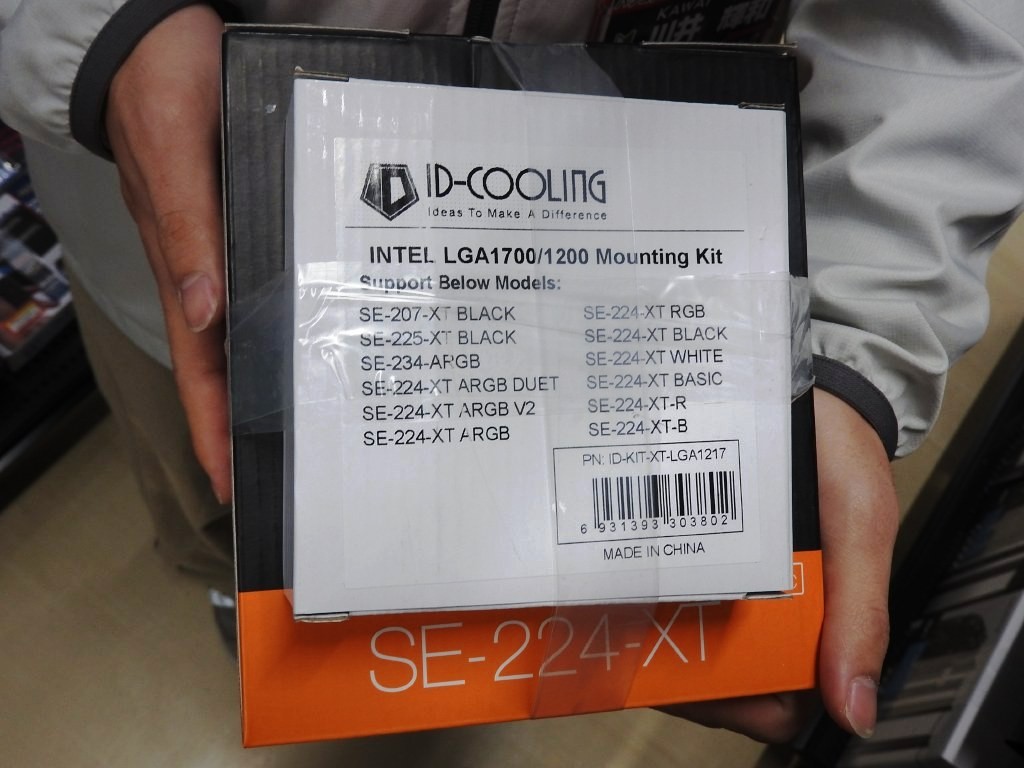 KAWAI
川井
ID-COOLING
Ideas To Make A Difference
INTEL LGA1700/1200 Mounting Kit
Support Below Models:
SE-207-XT BLACK
SE-225-XT BLACK
SE-234-ARGB
SE-224-XT ARGB DUET
SE-224-XT ARGB V2
SE-224-XT ARGB
SE-224-XT RGB
SE-224-XT BLACK
SE-224-XT WHITE
SE-224-XT BASIC
SE-224-XT-R
SE-224-XT-B
PN: ID-KIT-XT-LGA1217
6 931393 303802
MADE IN CHINA
SE-224-XT